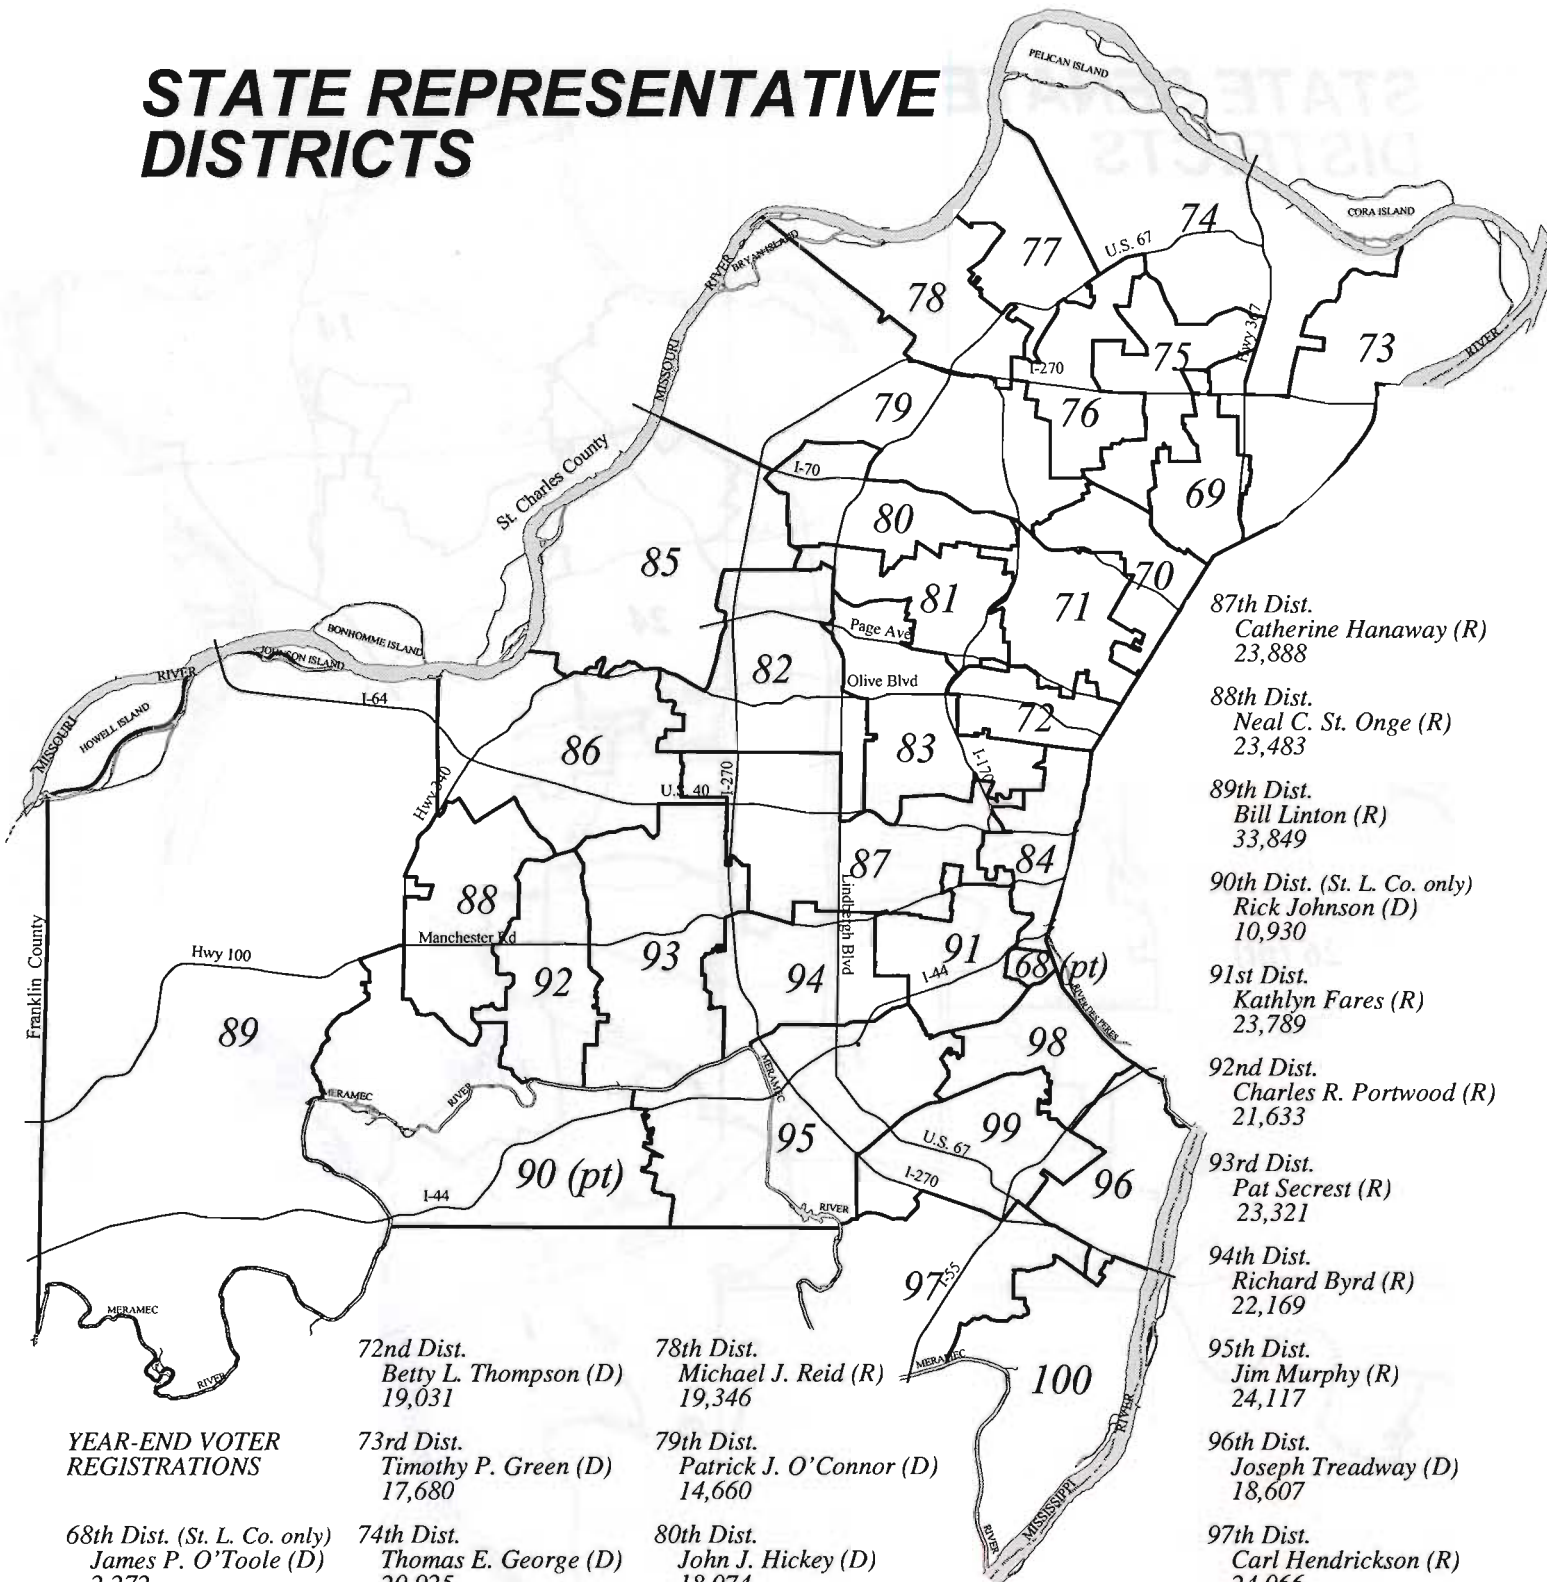 STATE REPRESENTATIVE
DISTRICTS
PELICAN ISLAND
CORA ISLAND
74
U.S. 67
77
RIVER
BRYAN ISLAND
78
Hwy 367
73
RIVER
75
I-270
MISSOURI
79
76
St. Charles County
I-70
69
80
85
70
81
71
Page Ave
BONHOMME ISLAND
JOHNSON ISLAND
RIVER
82
Olive Blvd
I-64
72
HOWELL ISLAND
MISSOURI
86
83
I-170
I-270
U.S. 40
Hwy 340
87
84
88
Lindbergh Blvd
Manchester Rd
Franklin County
Hwy 100
93
91
92
94
I-44
68 (pt)
RIVER DES PERES
89
98
MERAMEC
RIVER
MERAMEC
95
99
U.S. 67
90 (pt)
I-270
96
I-44
RIVER
97
I-55
MERAMEC
RIVER
MERAMEC
100
RIVER
MISSISSIPPI
RIVER
87th Dist.
Catherine Hanaway (R)
23,888
88th Dist.
Neal C. St. Onge (R)
23,483
89th Dist.
Bill Linton (R)
33,849
90th Dist. (St. L. Co. only)
Rick Johnson (D)
10,930
91st Dist.
Kathlyn Fares (R)
23,789
92nd Dist.
Charles R. Portwood (R)
21,633
93rd Dist.
Pat Secrest (R)
23,321
94th Dist.
Richard Byrd (R)
22,169
95th Dist.
Jim Murphy (R)
24,117
96th Dist.
Joseph Treadway (D)
18,607
97th Dist.
Carl Hendrickson (R)
YEAR-END VOTER
REGISTRATIONS
68th Dist. (St. L. Co. only)
James P. O'Toole (D)
72nd Dist.
Betty L. Thompson (D)
19,031
73rd Dist.
Timothy P. Green (D)
17,680
74th Dist.
Thomas E. George (D)
78th Dist.
Michael J. Reid (R)
19,346
79th Dist.
Patrick J. O'Connor (D)
14,660
80th Dist.
John J. Hickey (D)